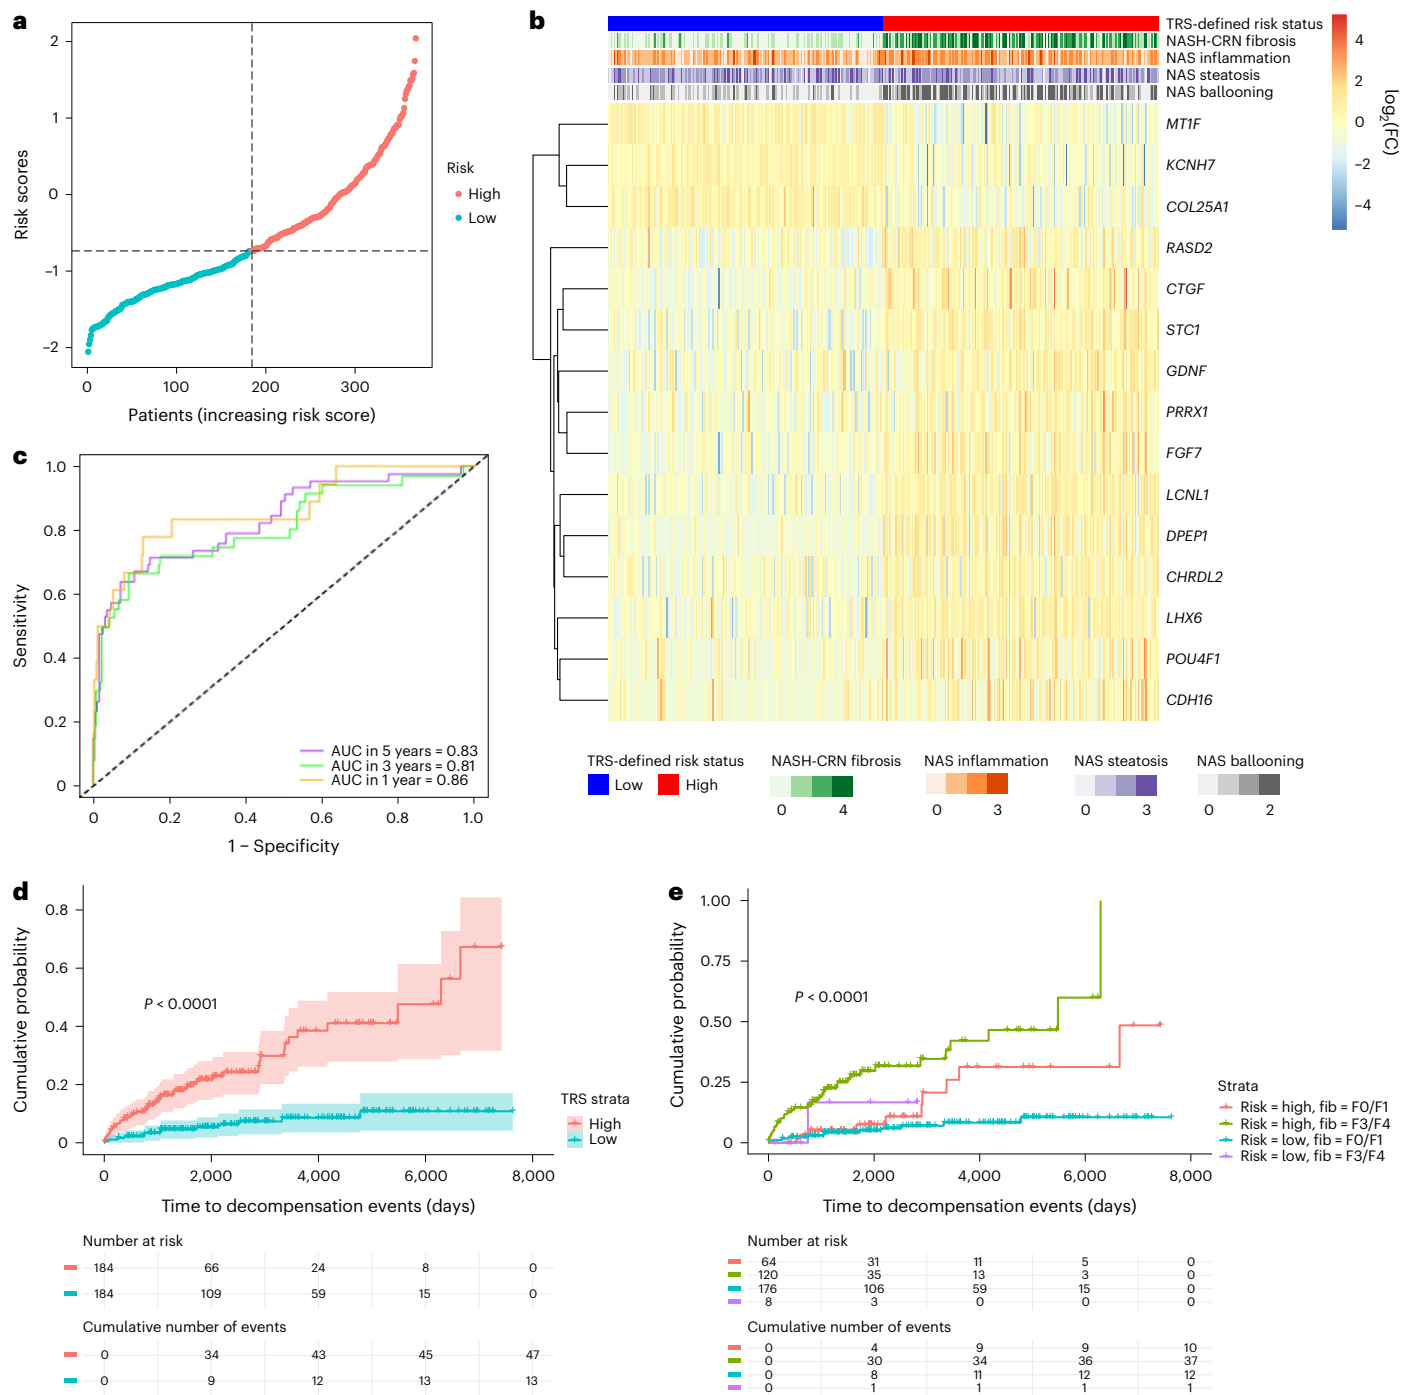 a
2
1
0
−1
−2
Risk scores
0 100 200 300
Patients (increasing risk score)
Risk
High
Low
b
TRS-defined risk status
NASH-CRN fibrosis
NAS inflammation
NAS steatosis
NAS ballooning
MT1F
KCNH7
COL25A1
RASD2
CTGF
STC1
GDNF
PRRX1
FGF7
LCNL1
DPEP1
CHRDL2
LHX6
POU4F1
CDH16
4
2
0
−2
−4
log2(FC)
TRS-defined risk status
Low High
NASH-CRN fibrosis
0 4
NAS inflammation
0 3
NAS steatosis
0 3
NAS ballooning
0 2
c
1.0
0.8
0.6
0.4
0.2
0
Sensitivity
AUC in 5 years = 0.83
AUC in 3 years = 0.81
AUC in 1 year = 0.86
0 0.2 0.4 0.6 0.8 1.0
1 − Specificity
d
0.8
0.6
0.4
0.2
0
Cumulative probability
P < 0.0001
TRS strata
High
Low
0 2,000 4,000 6,000 8,000
Time to decompensation events (days)
Number at risk
184 66 24 8 0
184 109 59 15 0
Cumulative number of events
0 34 43 45 47
0 9 12 13 13
e
1.00
0.75
0.50
0.25
0
Cumulative probability
P < 0.0001
Strata
Risk = high, fib = F0/F1
Risk = high, fib = F3/F4
Risk = low, fib = F0/F1
Risk = low, fib = F3/F4
0 2,000 4,000 6,000 8,000
Time to decompensation events (days)
Number at risk
64 31 11 5 0
120 35 13 3 0
176 106 59 15 0
8 3 0 0 0
Cumulative number of events
0 4 9 9 10
0 30 34 36 37
0 8 11 12 12
0 1 1 1 1